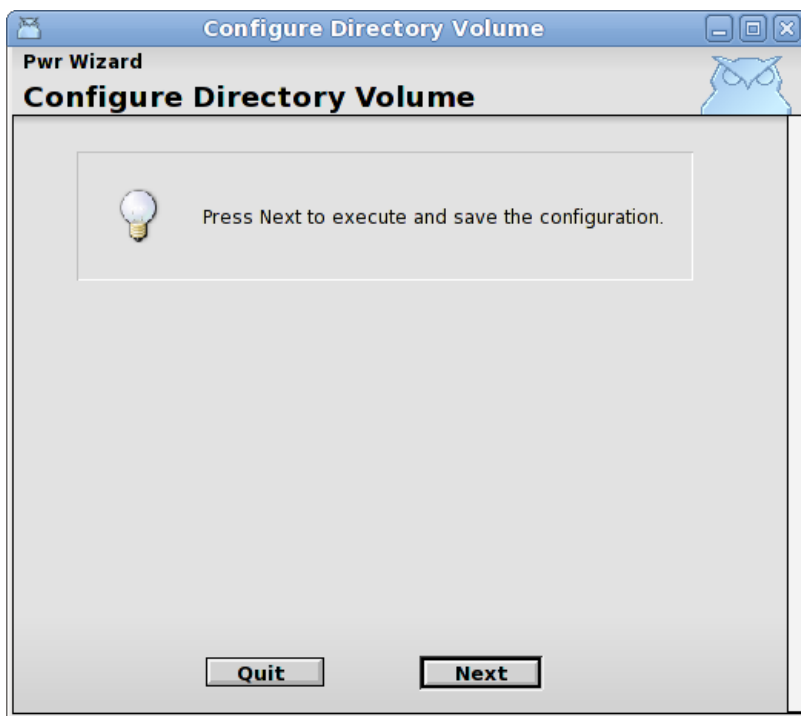 Configure Directory Volume
Pwr Wizard
Configure Directory Volume
Press Next to execute and save the configuration.
Quit Next